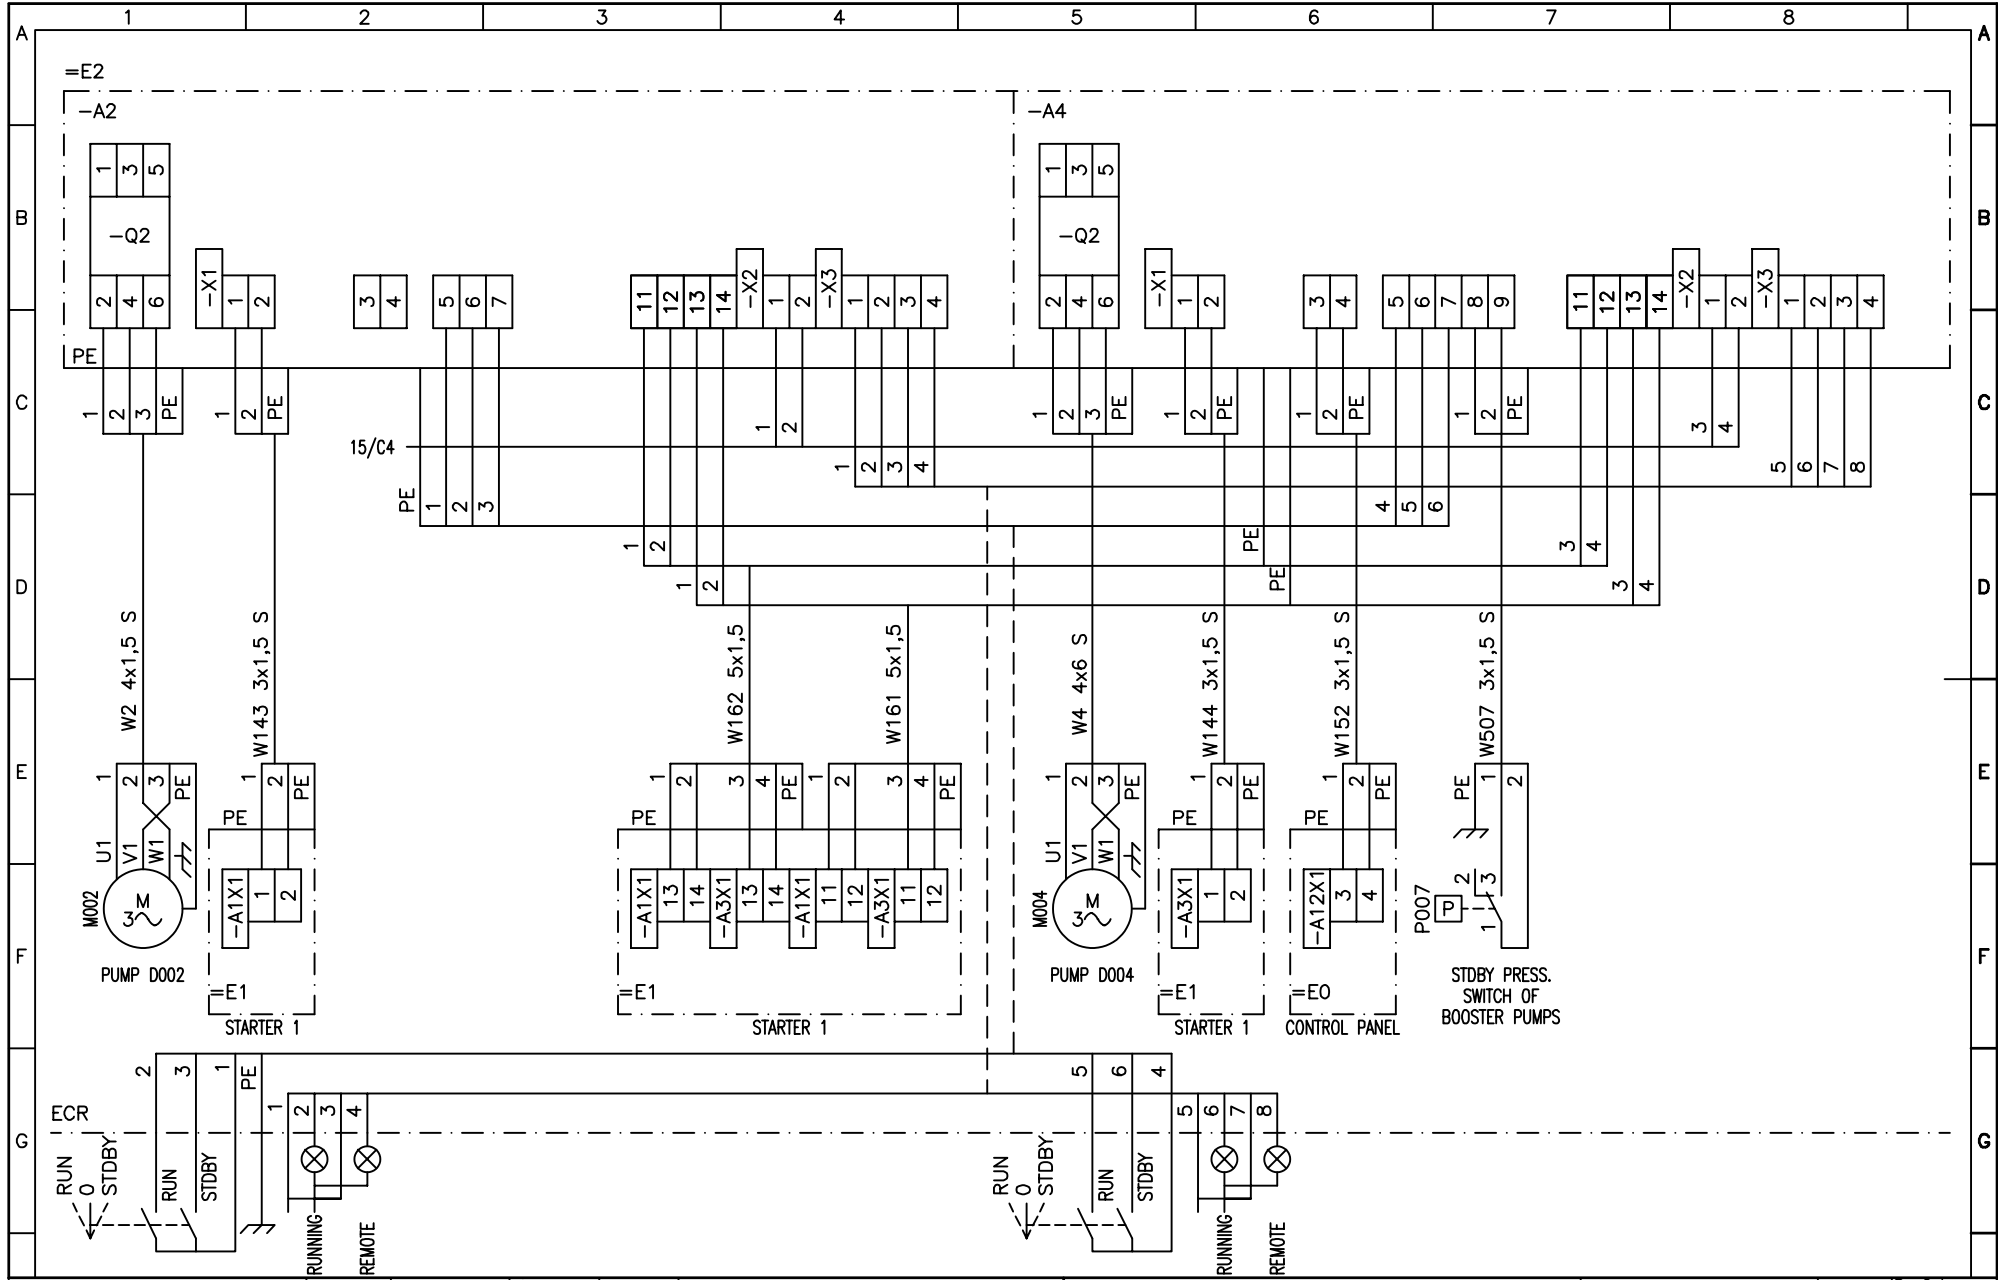 1 2 3 4 5 6 7 8
A A
=E2
-A2 -A4
1 3 5 1 3 5
B B
-Q2 -Q2
-X1 -X2 -X3 -X1 -X2 -X3
2 4 6 1 2 3 4 5 6 7 11 12 13 14 1 2 1 2 3 4 2 4 6 1 2 3 4 5 6 7 8 9 11 12 13 14 1 2 1 2 3 4
PE
C C
1 2 3 PE 1 2 PE 1 2 1 2 3 PE 1 2 PE 1 2 PE 1 2 PE 3 4
15/C4
1 2 3 4 5 6 7 8
PE 1 2 3 4 5 6
1 2 PE 3 4
D D
1 2 PE 3 4
W2 4x1,5 S
W143 3x1,5 S
W162 5x1,5
W161 5x1,5
W4 4x6 S
W144 3x1,5 S
W152 3x1,5 S
W507 3x1,5 S
E E
1 2 3 PE 1 2 PE 1 2 3 4 PE 1 2 3 4 PE 1 2 3 PE 1 2 PE 1 2 PE PE 1 2
PE PE PE PE
U1 V1 W1 U1 V1 W1
M002 M 3 -A1X1 1 2 -A1X1 13 14 -A3X1 13 14 -A1X1 11 12 -A3X1 11 12 M004 M 3 -A3X1 1 2 -A12X1 3 4 P007 P 2 3 1
F F
PUMP D002 PUMP D004 STDBY PRESS.
SWITCH OF
BOOSTER PUMPS
=E1 =E1 =E1 =E0
STARTER 1 STARTER 1 STARTER 1 CONTROL PANEL
2 3 1 PE 5 6 4
1 2 3 4 5 6 7 8
ECR
G G
RUN 0 STDBY RUN STDBY RUN 0 STDBY RUN STDBY
RUNNING REMOTE RUNNING REMOTE